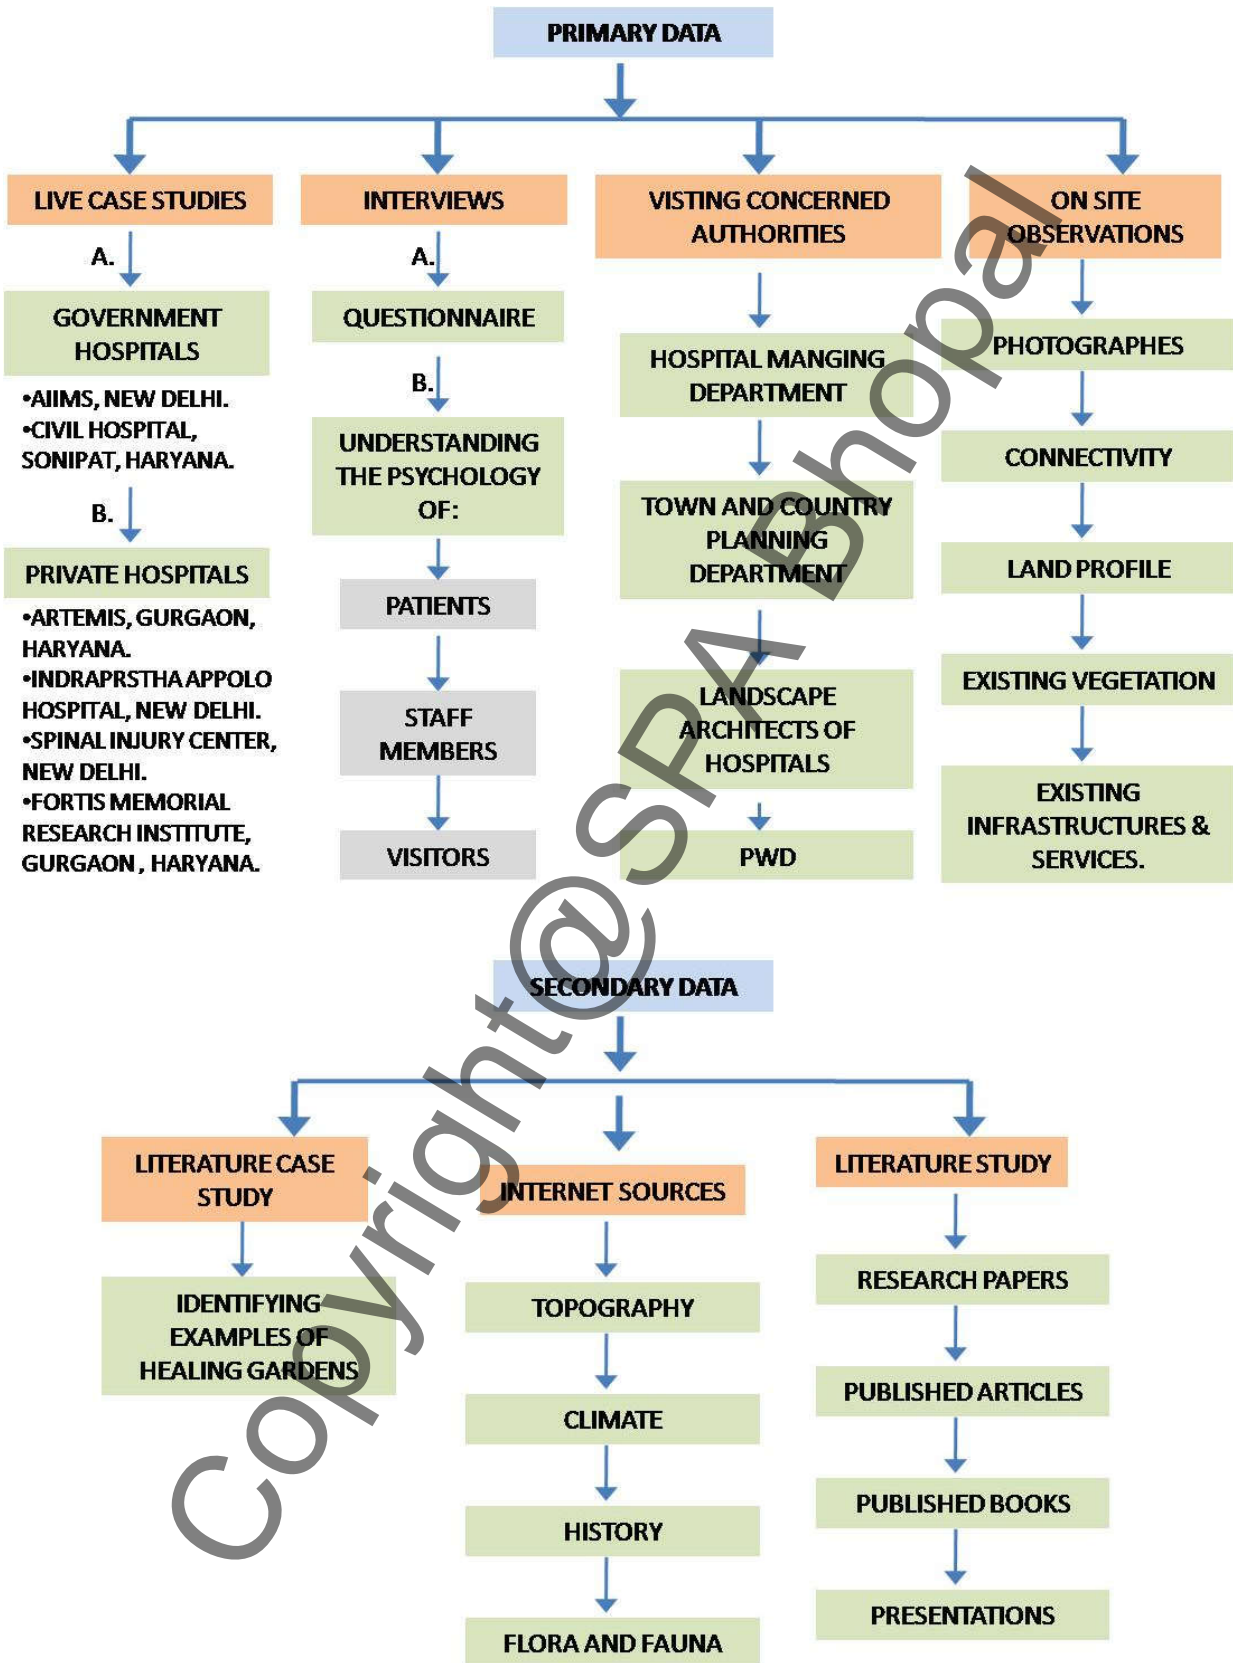 PRIMARY DATA
LIVE CASE STUDIES
A.
GOVERNMENT
HOSPITALS
•AIIMS, NEW DELHI.
•CIVIL HOSPITAL,
SONIPAT, HARYANA.
B.
PRIVATE HOSPITALS
•ARTEMIS, GURGAON,
HARYANA.
•INDRAPRSTHA APPOLO
HOSPITAL, NEW DELHI.
•SPINAL INJURY CENTER,
NEW DELHI.
•FORTIS MEMORIAL
RESEARCH INSTITUTE,
GURGAON , HARYANA.
INTERVIEWS
A.
QUESTIONNAIRE
B.
UNDERSTANDING
THE PSYCHOLOGY
OF:
PATIENTS
STAFF
MEMBERS
VISITORS
VISTING CONCERNED
AUTHORITIES
HOSPITAL MANGING
DEPARTMENT
TOWN AND COUNTRY
PLANNING
DEPARTMENT
LANDSCAPE
ARCHITECTS OF
HOSPITALS
PWD
ON SITE
OBSERVATIONS
PHOTOGRAPHES
CONNECTIVITY
LAND PROFILE
EXISTING VEGETATION
EXISTING
INFRASTRUCTURES &
SERVICES.
SECONDARY DATA
LITERATURE CASE
STUDY
IDENTIFYING
EXAMPLES OF
HEALING GARDENS
INTERNET SOURCES
TOPOGRAPHY
CLIMATE
HISTORY
FLORA AND FAUNA
LITERATURE STUDY
RESEARCH PAPERS
PUBLISHED ARTICLES
PUBLISHED BOOKS
PRESENTATIONS
Copyright@SPA Bhopal